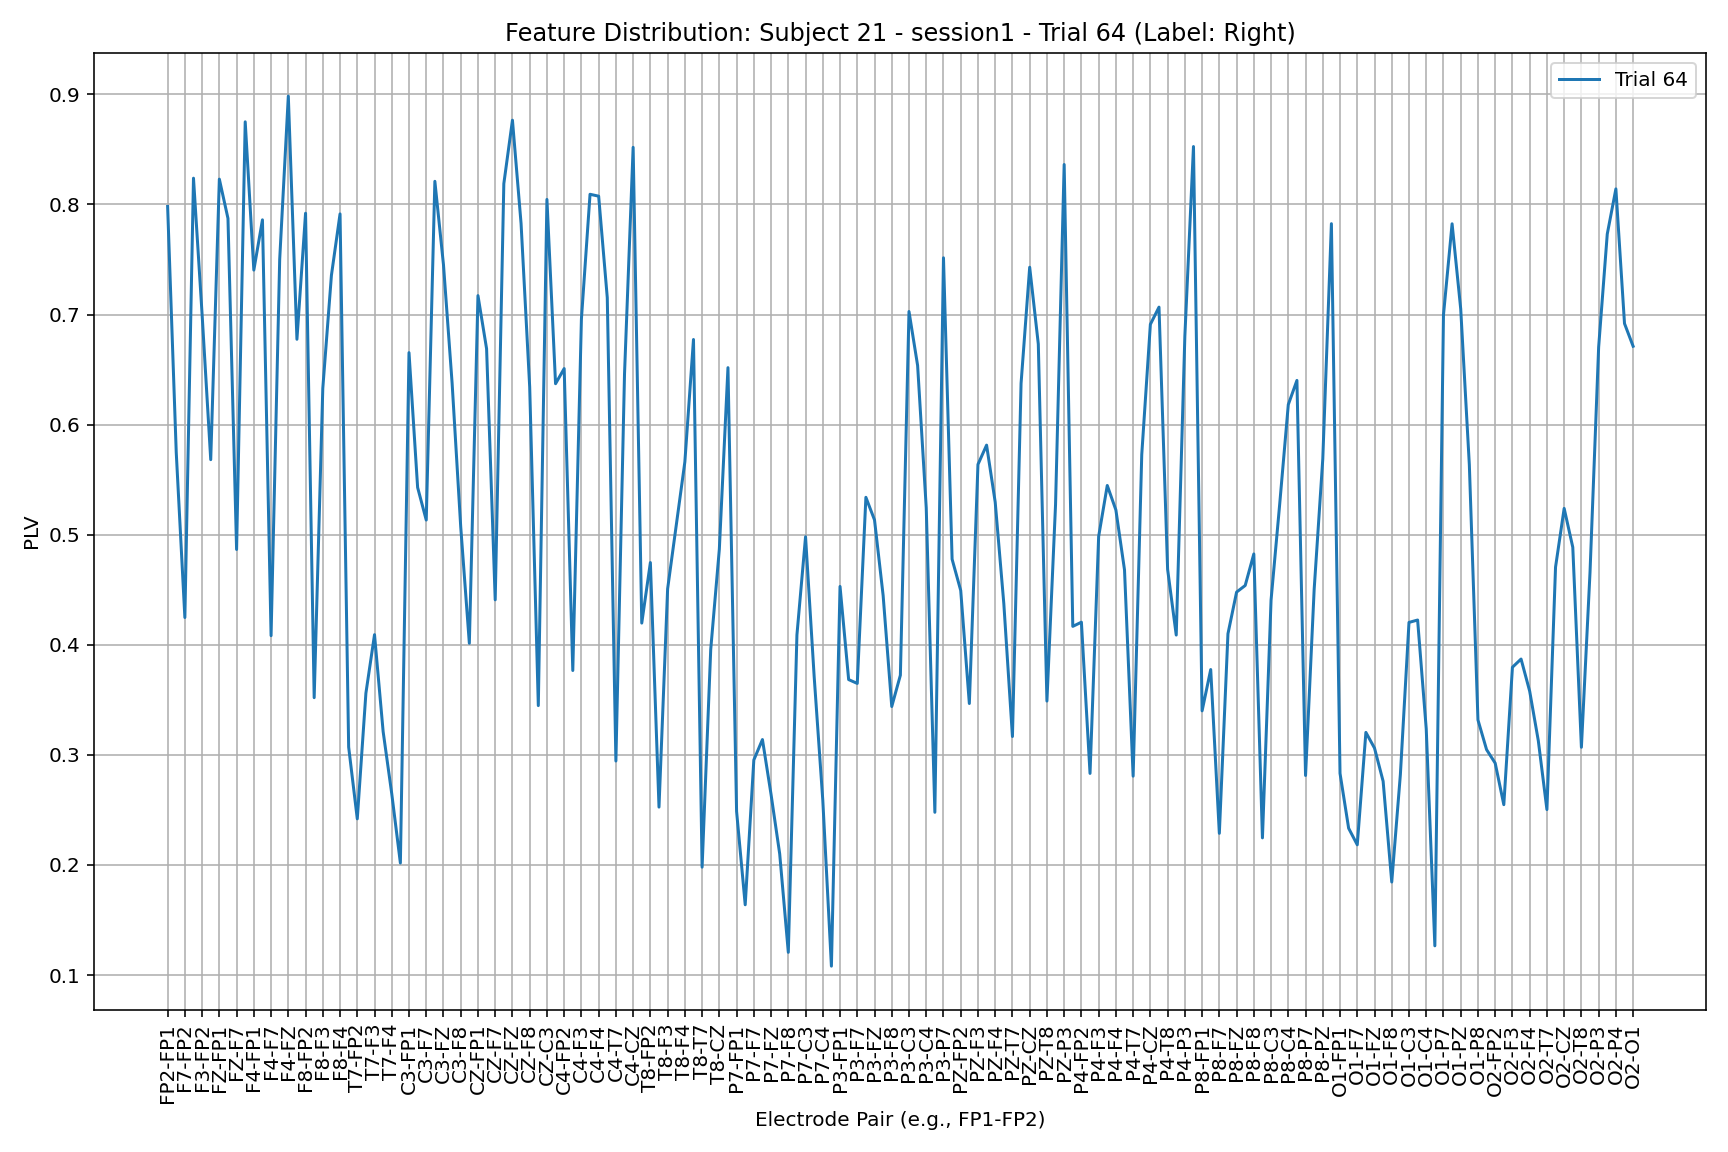 Feature Distribution: Subject 21 - session1 - Trial 64 (Label: Right)
Trial 64
PLV
0.9
0.8
0.7
0.6
0.5
0.4
0.3
0.2
0.1
FP2-FP1
F7-FP2
F3-FP2
FZ-FP1
FZ-F7
F4-FP1
F4-F7
F4-FZ
F8-FP2
F8-F3
F8-F4
T7-FP2
T7-F3
T7-F4
C3-FP1
C3-F7
C3-FZ
C3-F8
CZ-FP1
CZ-F7
CZ-FZ
CZ-F8
CZ-C3
C4-FP2
C4-F3
C4-F4
C4-T7
C4-CZ
T8-FP2
T8-F3
T8-F4
T8-T7
T8-CZ
P7-FP1
P7-F7
P7-FZ
P7-F8
P7-C3
P7-C4
P3-FP1
P3-F7
P3-FZ
P3-F8
P3-C3
P3-C4
P3-P7
PZ-FP2
PZ-F3
PZ-F4
PZ-T7
PZ-CZ
PZ-T8
PZ-P3
P4-FP2
P4-F3
P4-F4
P4-T7
P4-CZ
P4-T8
P4-P3
P8-FP1
P8-F7
P8-FZ
P8-F8
P8-C3
P8-C4
P8-P7
P8-PZ
O1-FP1
O1-F7
O1-FZ
O1-F8
O1-C3
O1-C4
O1-P7
O1-PZ
O1-P8
O2-FP2
O2-F3
O2-F4
O2-T7
O2-CZ
O2-T8
O2-P3
O2-P4
O2-O1
Electrode Pair (e.g., FP1-FP2)